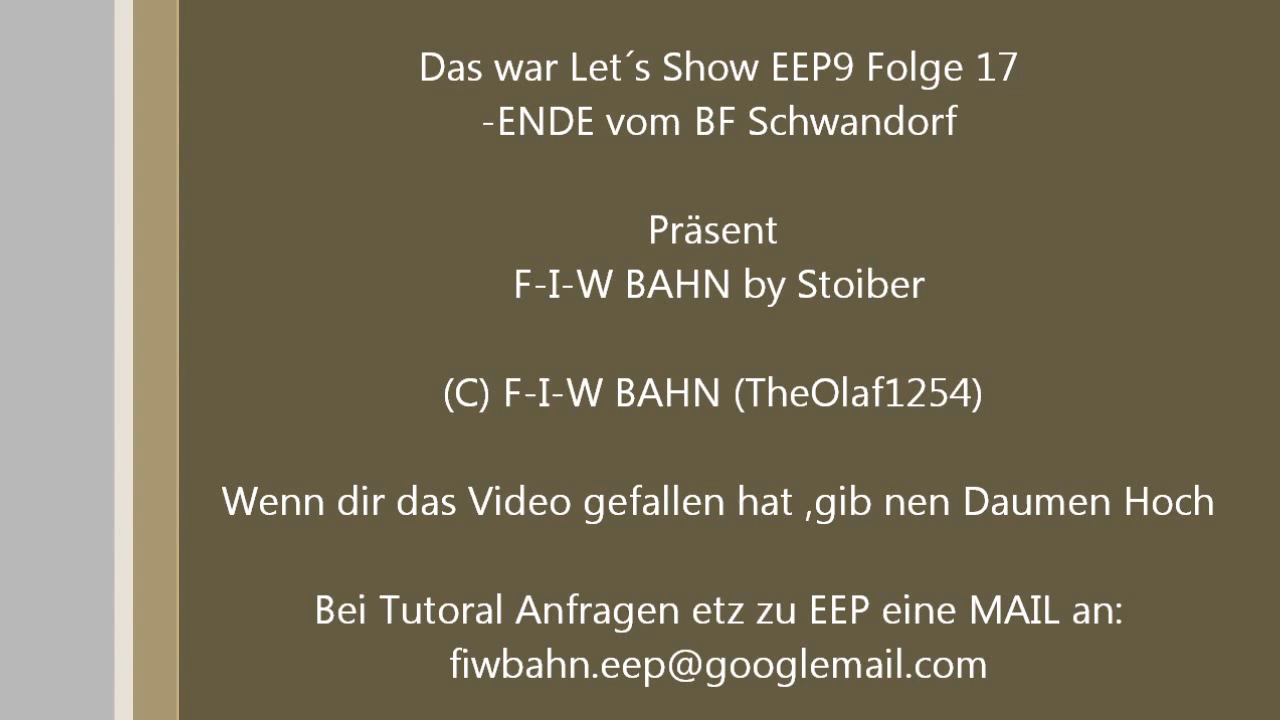 Das war Let´s Show EEP9 Folge 17
-ENDE vom BF Schwandorf
Präsent
F-I-W BAHN by Stoiber
(C) F-I-W BAHN (TheOlaf1254)
Wenn dir das Video gefallen hat ,gib nen Daumen Hoch
Bei Tutoral Anfragen etz zu EEP eine MAIL an:
fiwbahn.eep@googlemail.com